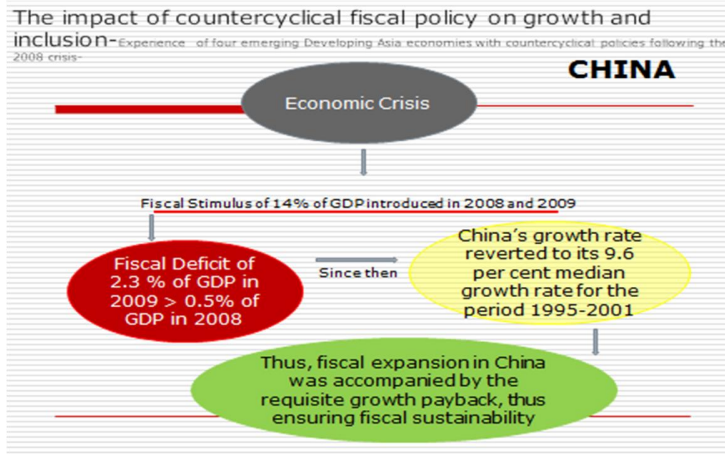 The impact of countercyclical fiscal policy on growth and
inclusion-Experience of four emerging Developing Asia economies with countercyclical policies following the
2008 crisis-
CHINA
Economic Crisis
Fiscal Stimulus of 14% of GDP introduced in 2008 and 2009
Fiscal Deficit of
2.3 % of GDP in
2009 > 0.5% of
GDP in 2008
Since then
China's growth rate
reverted to its 9.6
per cent median
growth rate for the
period 1995-2001
Thus, fiscal expansion in China
was accompanied by the
requisite growth payback, thus
ensuring fiscal sustainability